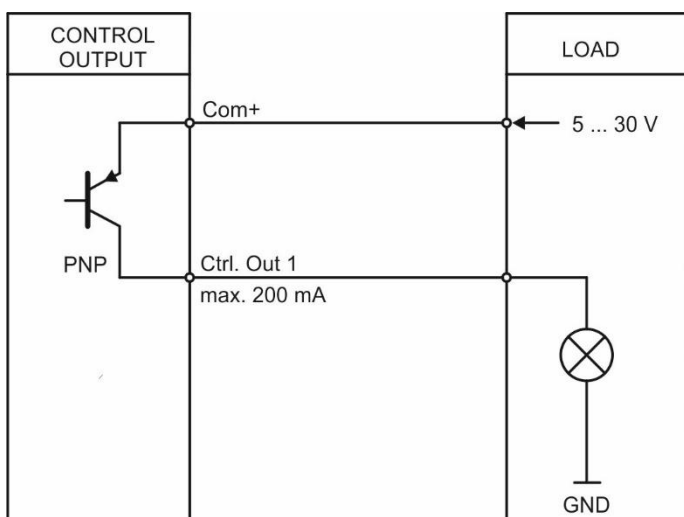 CONTROL
OUTPUT
LOAD
Com+
5 ... 30 V
PNP
Ctrl. Out 1
max. 200 mA
GND